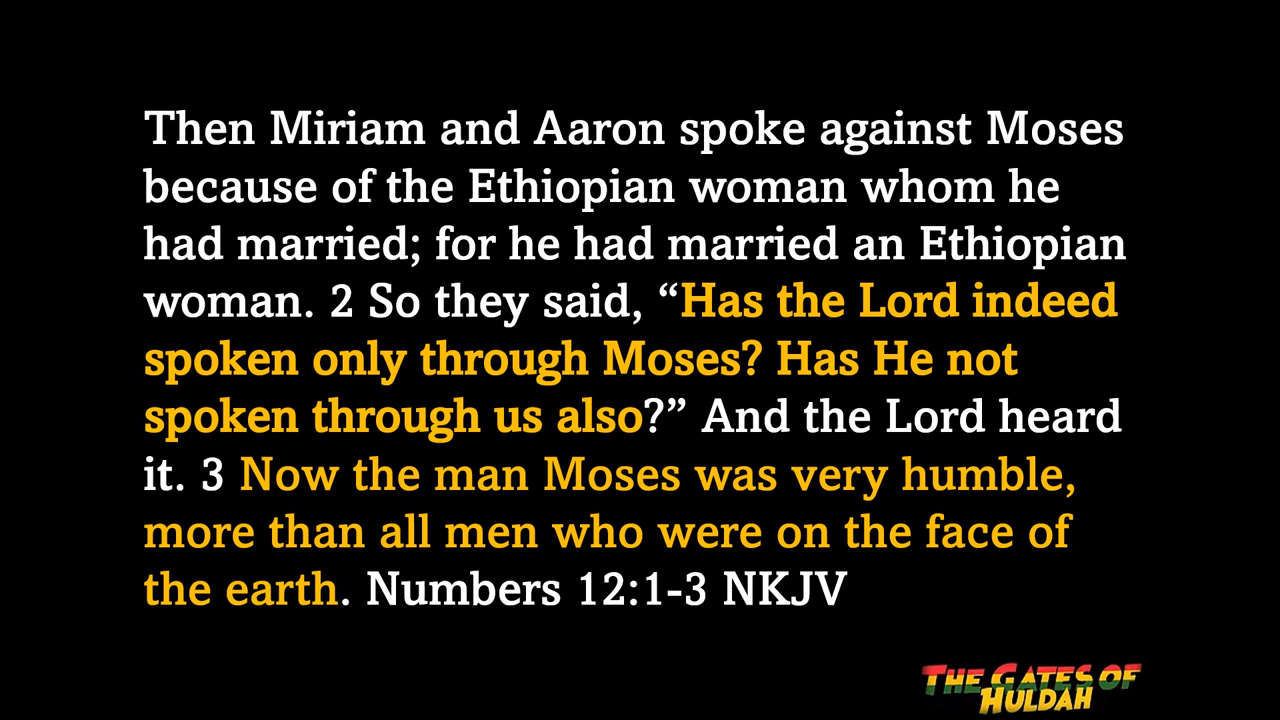 Then Miriam and Aaron spoke against Moses
because of the Ethiopian woman whom he
had married; for he had married an Ethiopian
woman. 2 So they said, “Has the Lord indeed
spoken only through Moses? Has He not
spoken through us also?” And the Lord heard
it. 3 Now the man Moses was very humble,
more than all men who were on the face of
the earth. Numbers 12:1-3 NKJV
THE GATES OF
HULDAH